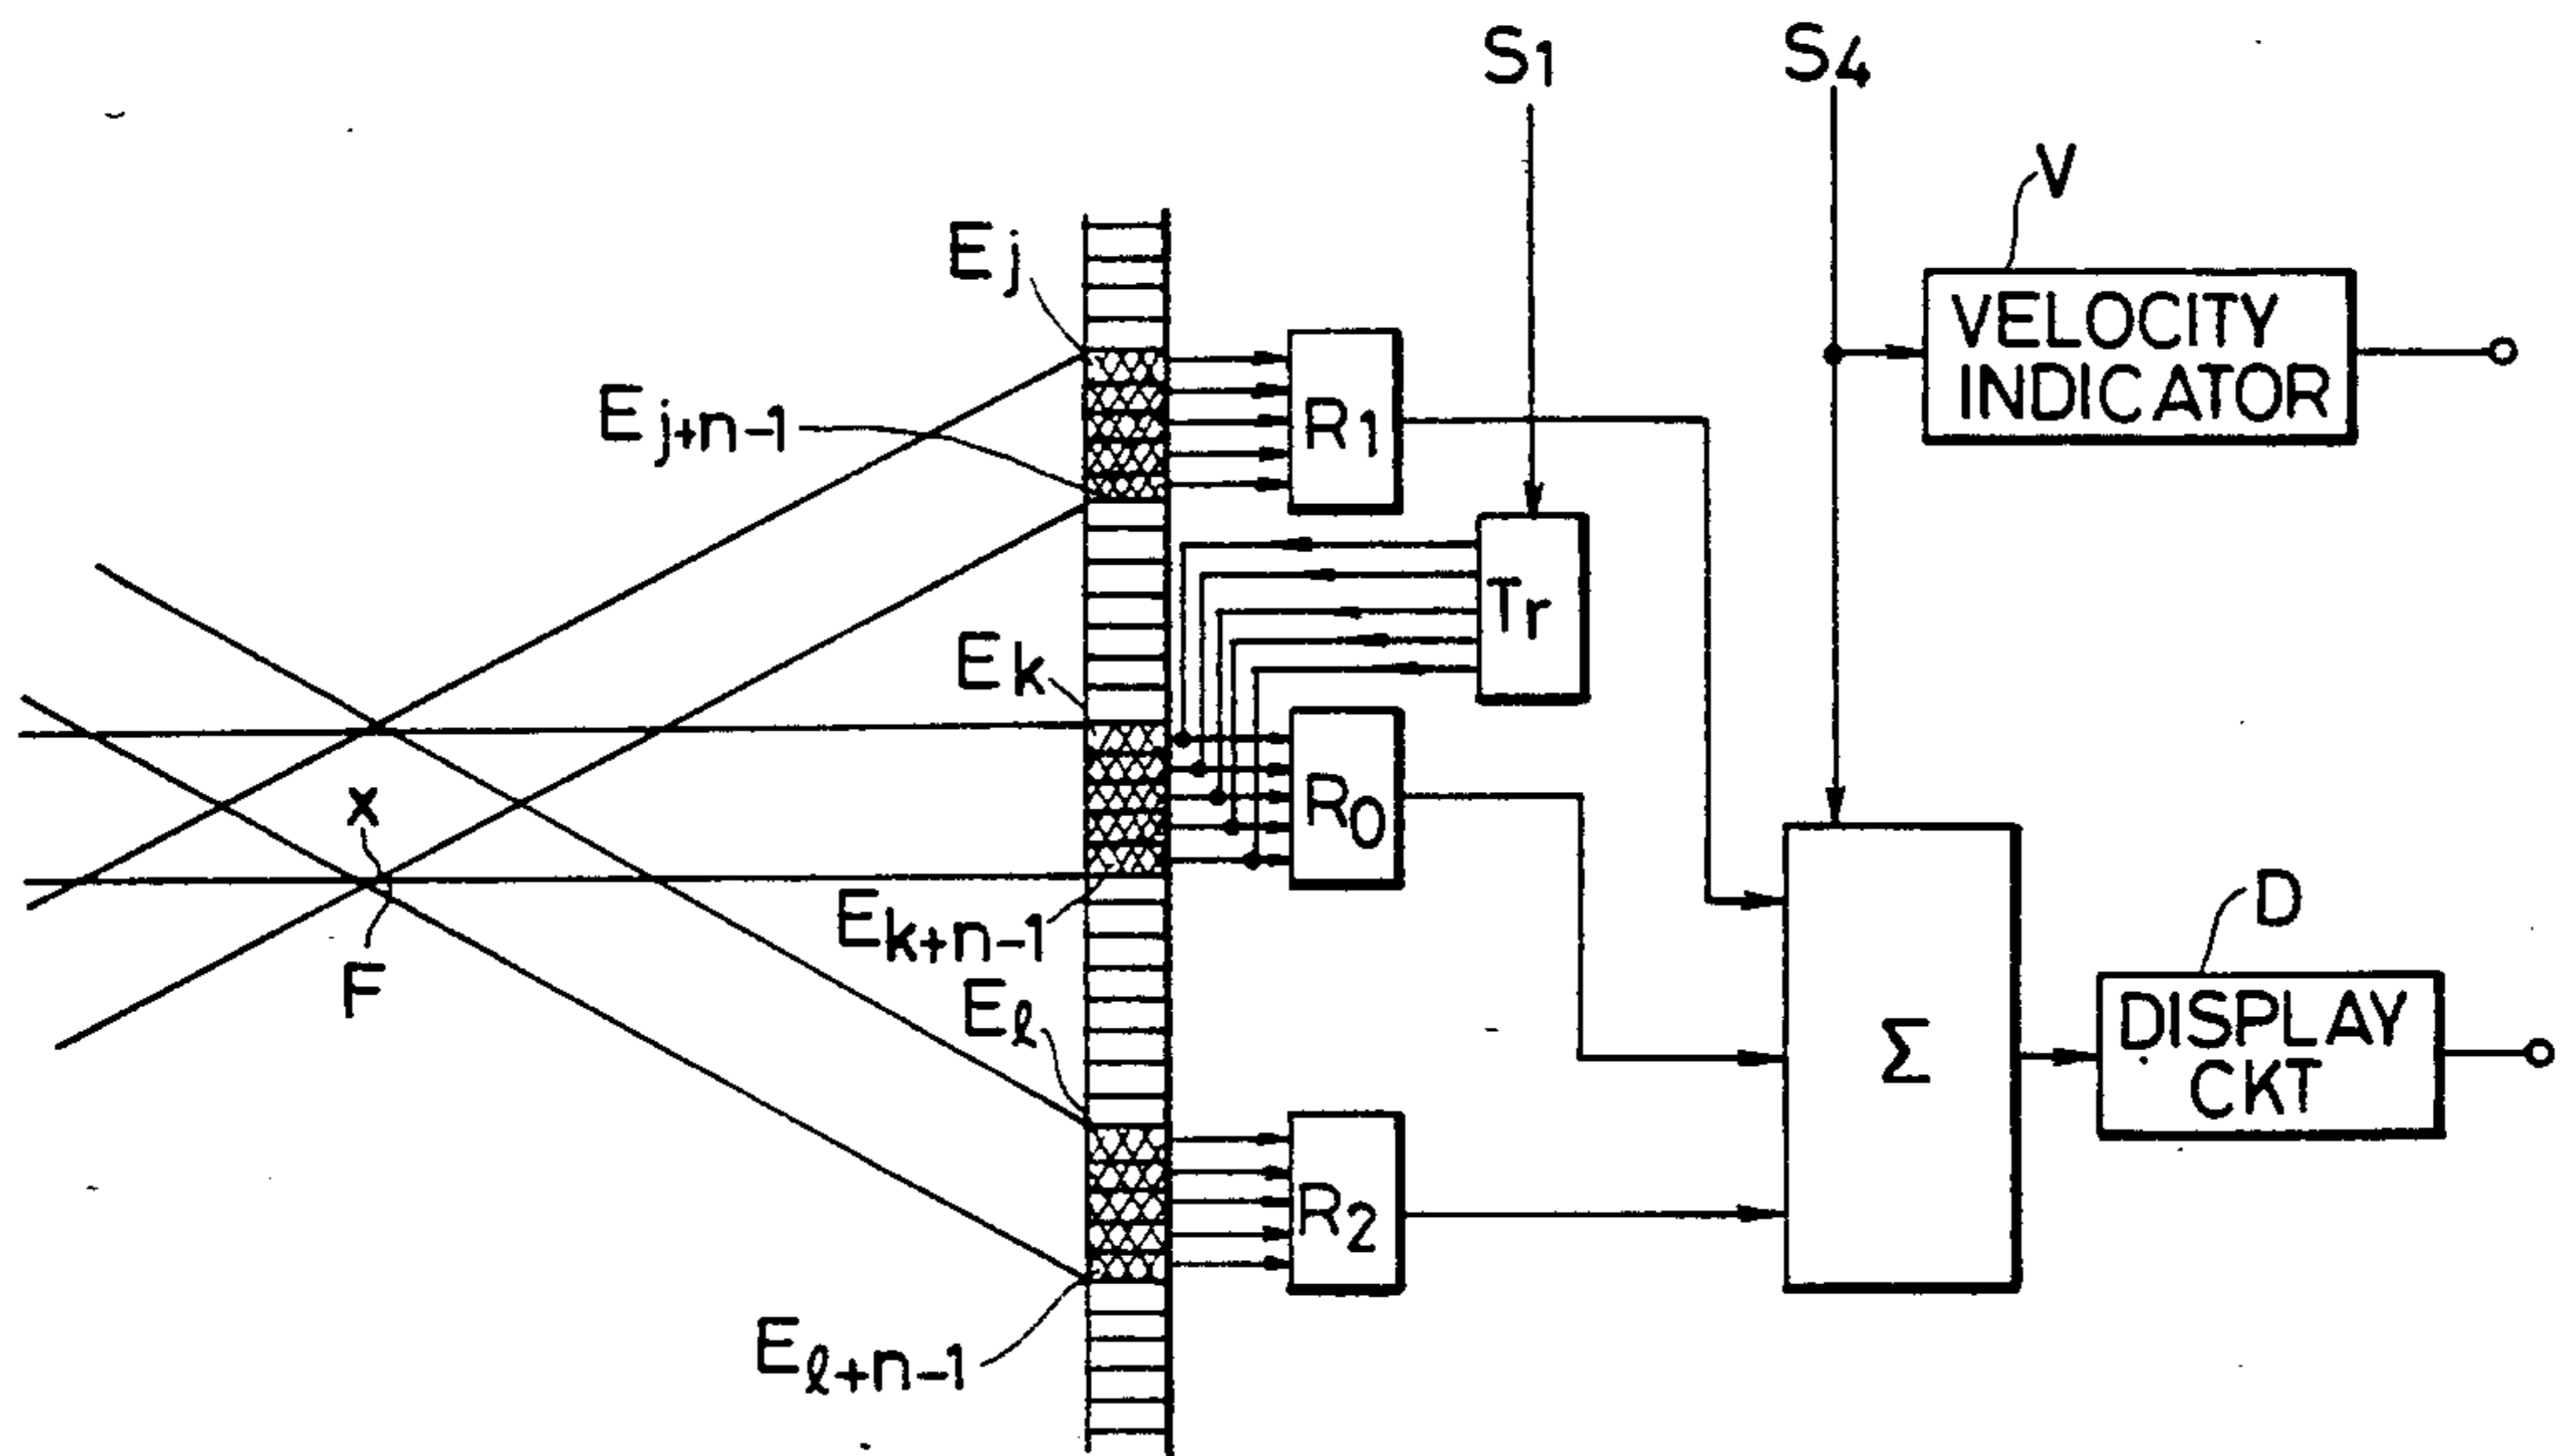 S1
S4
V
VELOCITY
INDICATOR
Ej
Ej+n-1
R1
Tr
Ek
R0
X
F
Ek+n-1
D
Eℓ
Σ
DISPLAY
CKT
R2
Eℓ+n-1